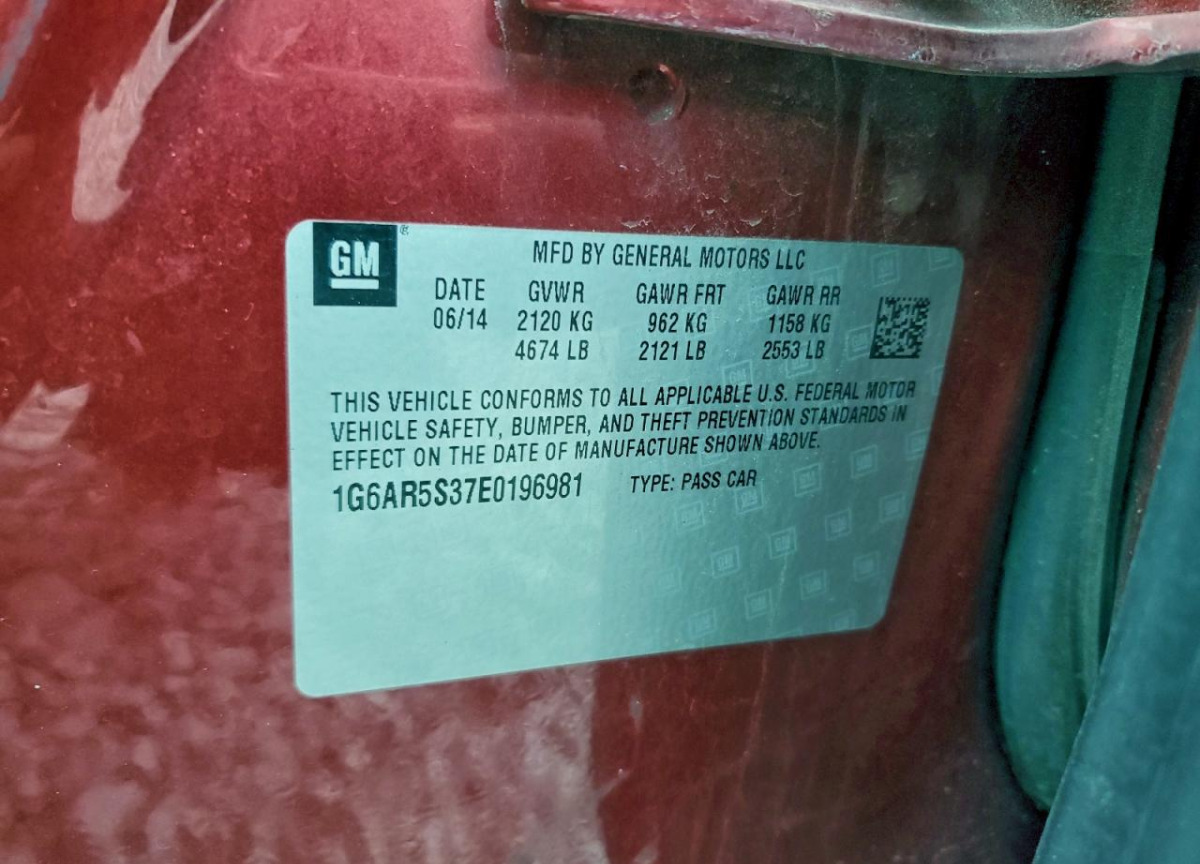 GM®
MFD BY GENERAL MOTORS LLC
DATE GVWR GAWR FRT GAWR RR
06/14 2120 KG 962 KG 1158 KG
4674 LB 2121 LB 2553 LB
THIS VEHICLE CONFORMS TO ALL APPLICABLE U.S. FEDERAL MOTOR
VEHICLE SAFETY, BUMPER, AND THEFT PREVENTION STANDARDS IN
EFFECT ON THE DATE OF MANUFACTURE SHOWN ABOVE.
1G6AR5S37E0196981 TYPE: PASS CAR